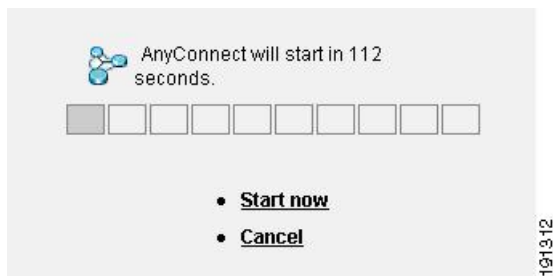 AnyConnect will start in 112
seconds.
Start now
Cancel
191312